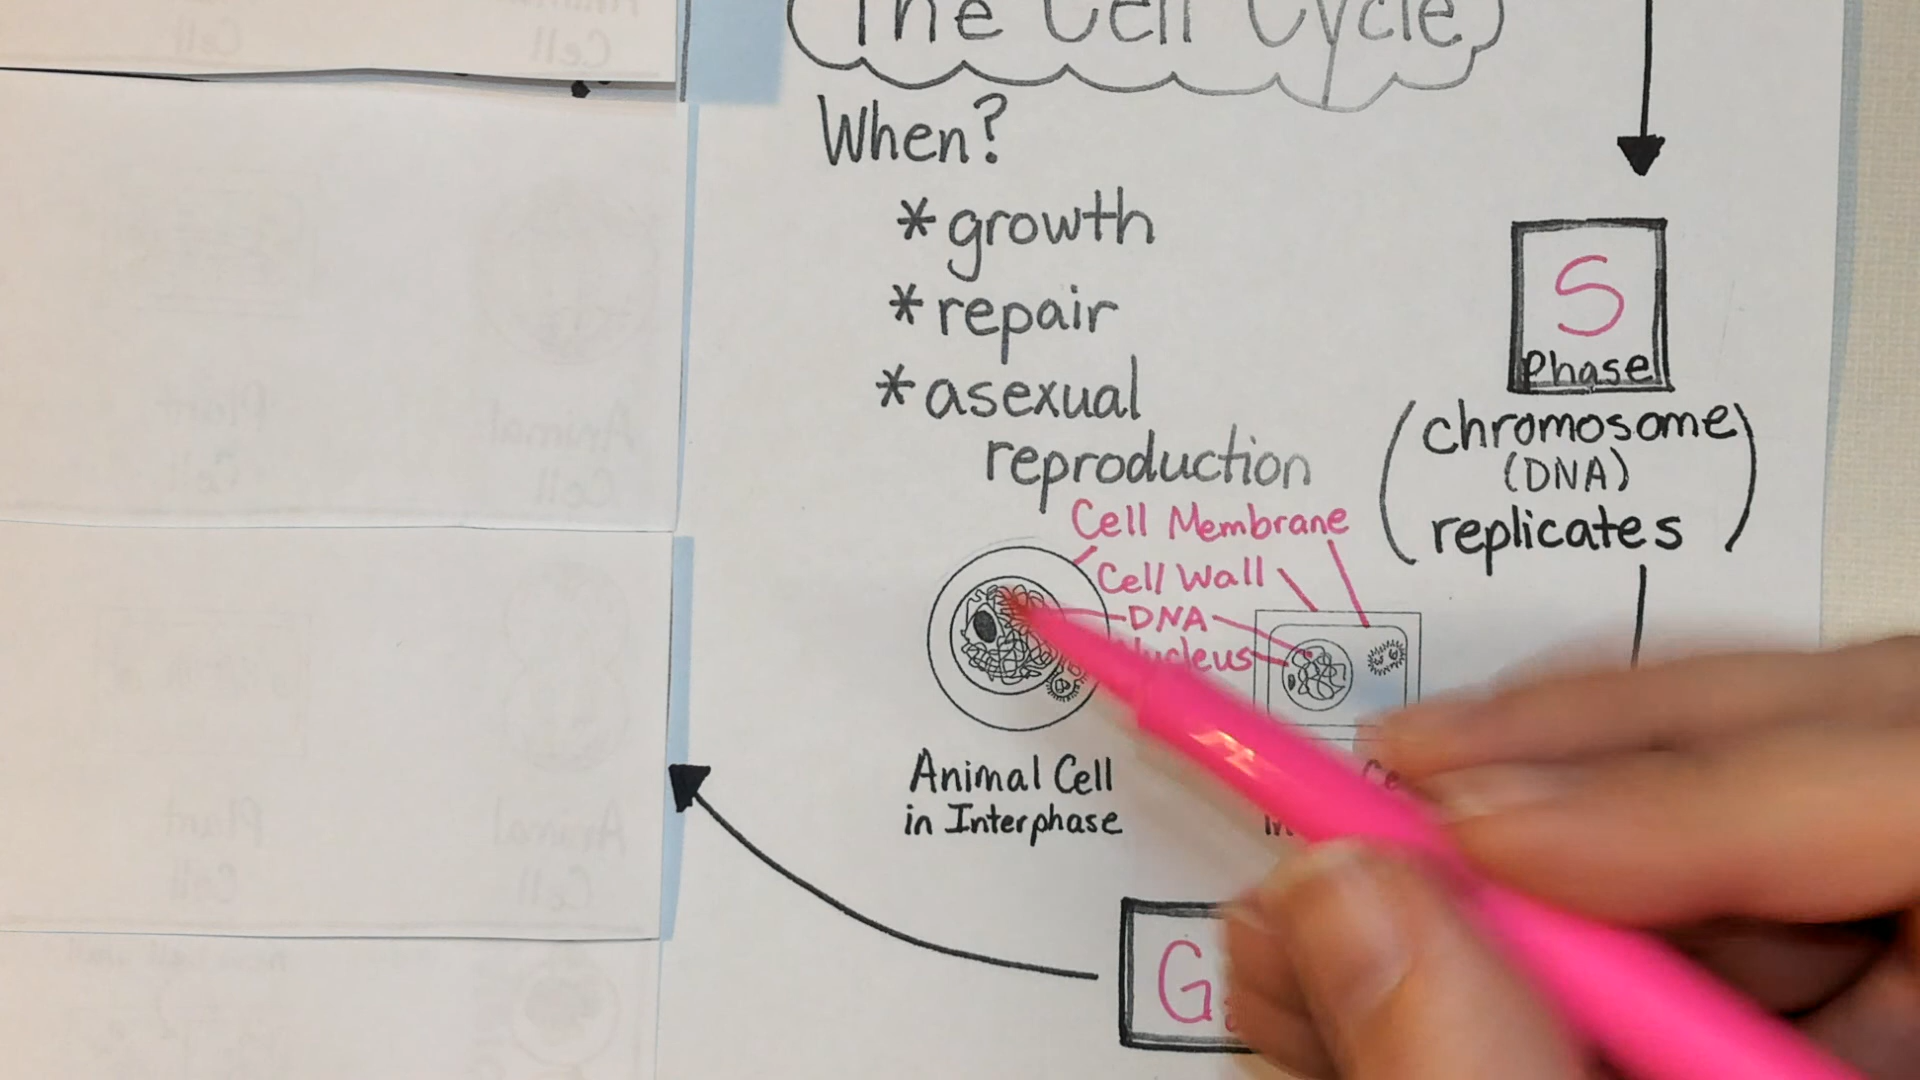 The Cell Cycle
When?
* growth
* repair
* asexual
reproduction
S
Phase
(chromosome
(DNA)
replicates)
Cell Membrane
Cell Wall
DNA
Nucleus
Animal Cell
in Interphase
G